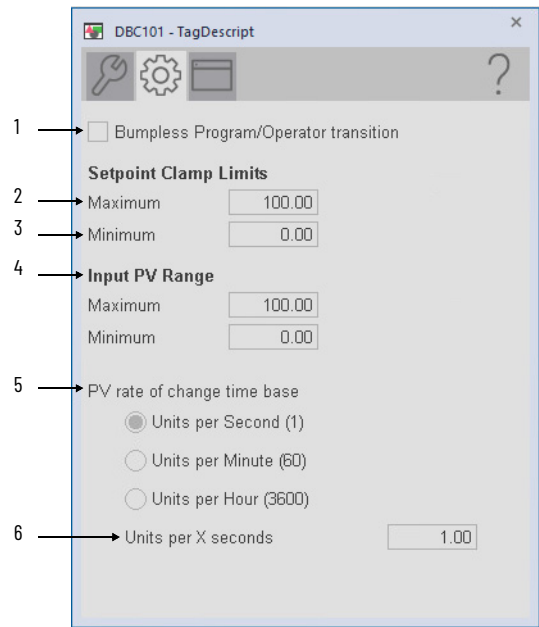 DBC101 - TagDescript
×
?
1
Bumpless Program/Operator transition
Setpoint Clamp Limits
2
Maximum 100.00
3
Minimum 0.00
4
Input PV Range
Maximum 100.00
Minimum 0.00
5
PV rate of change time base
Units per Second (1)
Units per Minute (60)
Units per Hour (3600)
6
Units per X seconds 1.00